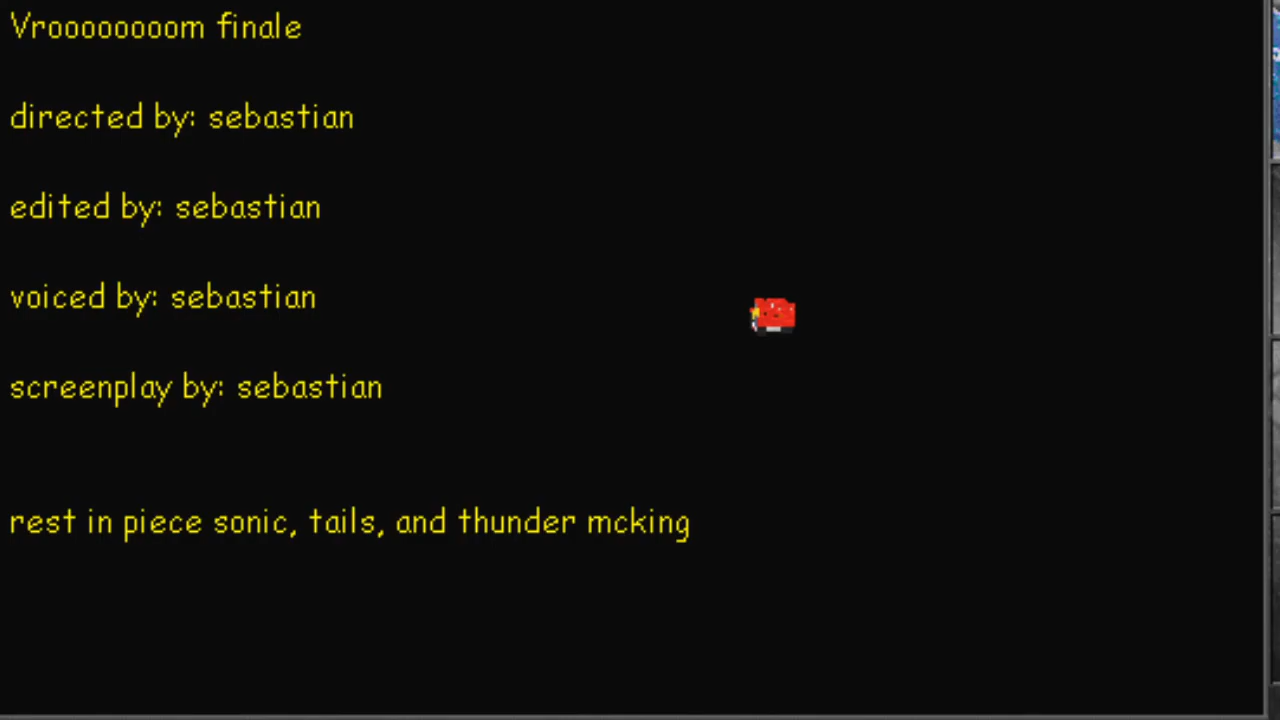 Vroooooooom finale
directed by: sebastian
edited by: sebastian
voiced by: sebastian
screenplay by: sebastian
rest in piece sonic, tails, and thunder mcking